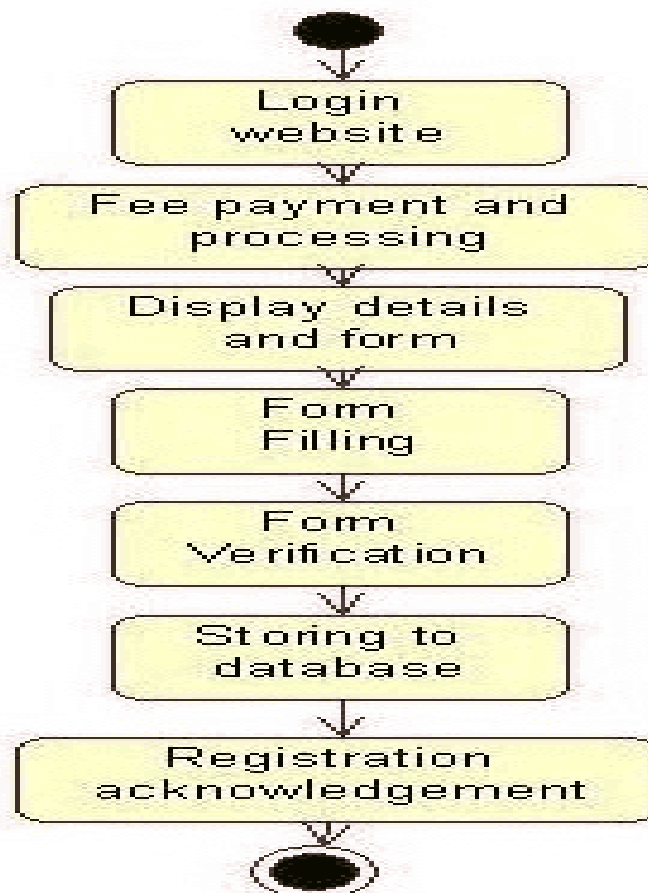 Login
website
Fee payment and
processing
Display details
and form
Form
Filling
Form
Verification
Storing to
database
Registration
acknowledgement